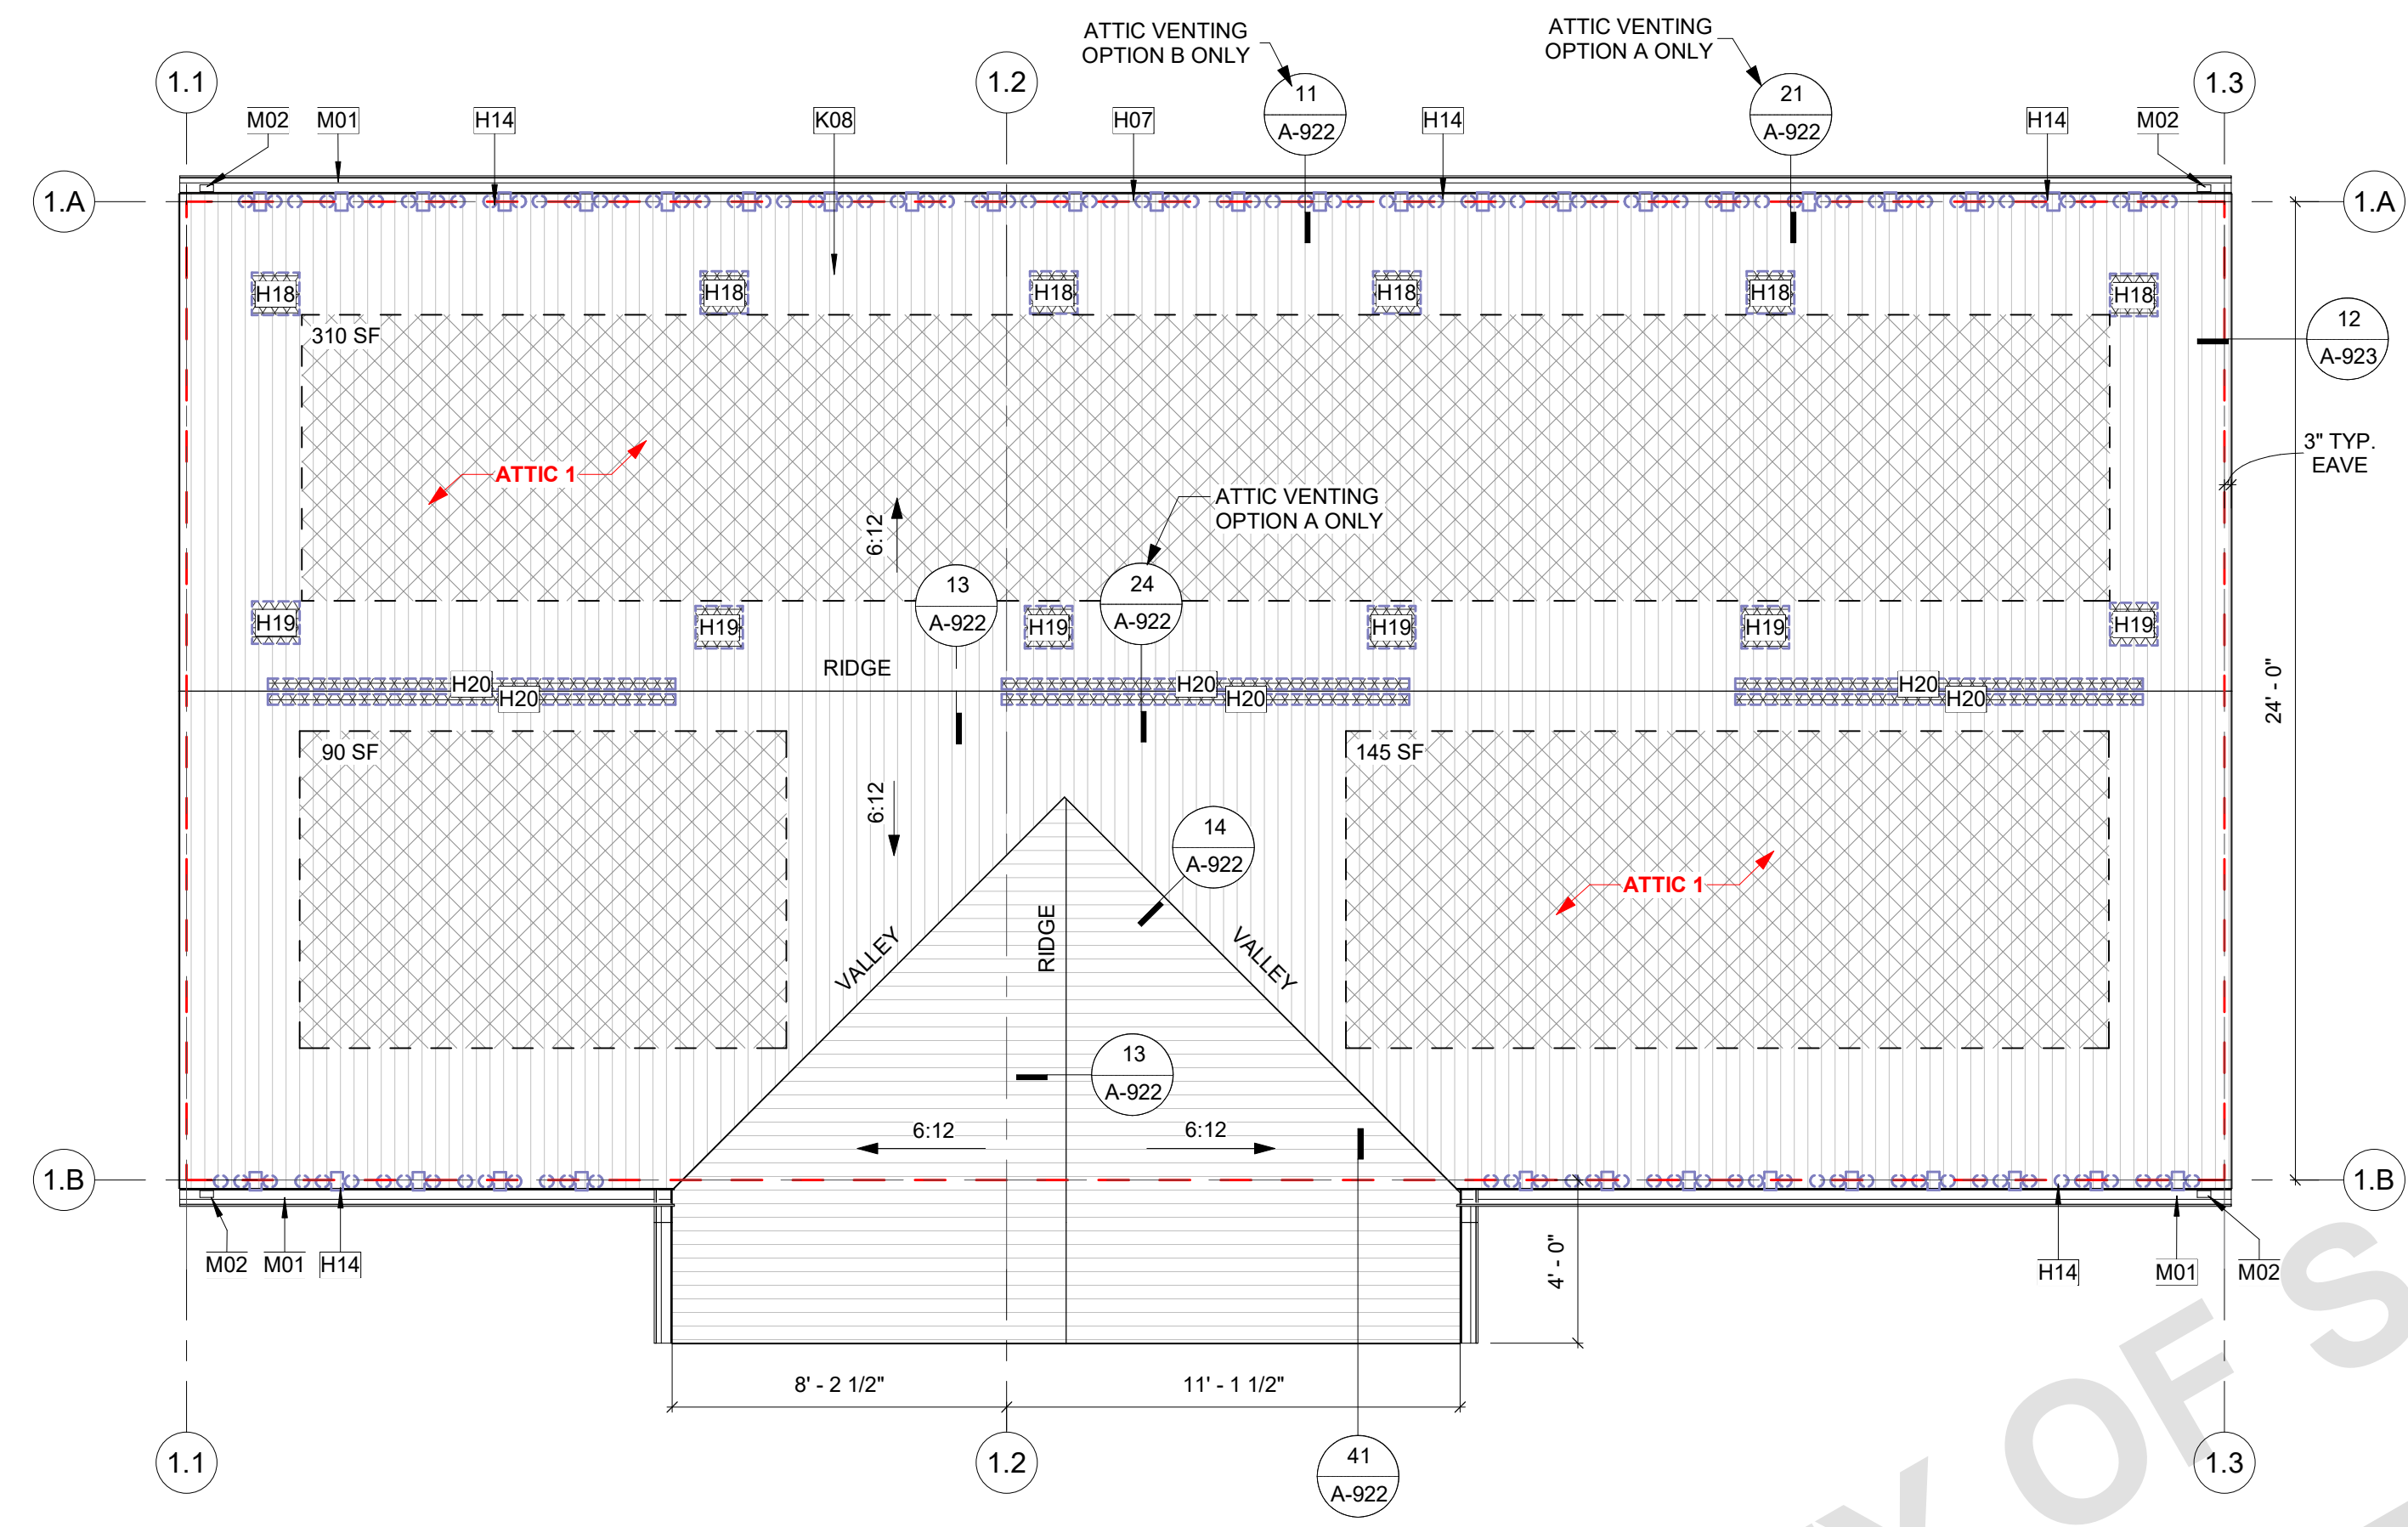 ATTIC VENTING
OPTION B ONLY
ATTIC VENTING
OPTION A ONLY
1.1
1.2
11
A-922
21
A-922
1.3
M02
M01
H14
K08
H07
H14
H14
M02
1.A
1.A
H18
H18
H18
H18
H18
H18
310 SF
12
A-923
3" TYP.
EAVE
ATTIC 1
ATTIC VENTING
OPTION A ONLY
6:12
13
A-922
24
A-922
H19
H19
H19
H19
H19
H19
RIDGE
H20
H20
H20
H20
H20
H20
24' - 0"
90 SF
145 SF
6:12
14
A-922
ATTIC 1
VALLEY
RIDGE
VALLEY
13
A-922
6:12
6:12
1.B
1.B
M02
M01
H14
4' - 0"
H14
M01
M02
8' - 2 1/2"
11' - 1 1/2"
1.1
1.2
41
A-922
1.3
OF S